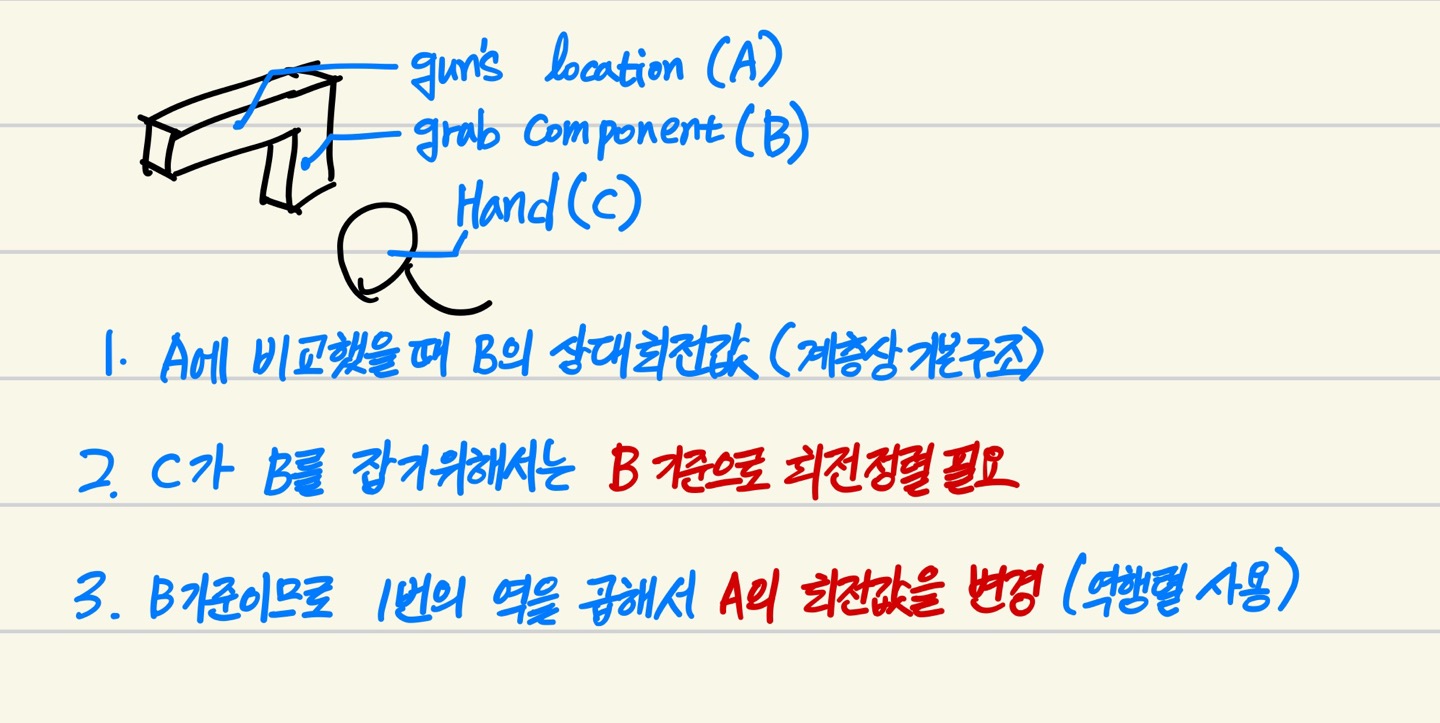 gun's location (A)
grab component (B)
Hand (C)
1. A에 비교했을 때 B의 상대회전값 (계층상 기본구조)
2. C가 B를 잡기위해서는 B 기준으로 회전정렬 필요
3. B기준이므로 1번의 역을 곱해서 A의 회전값을 변경 (역행렬 사용)